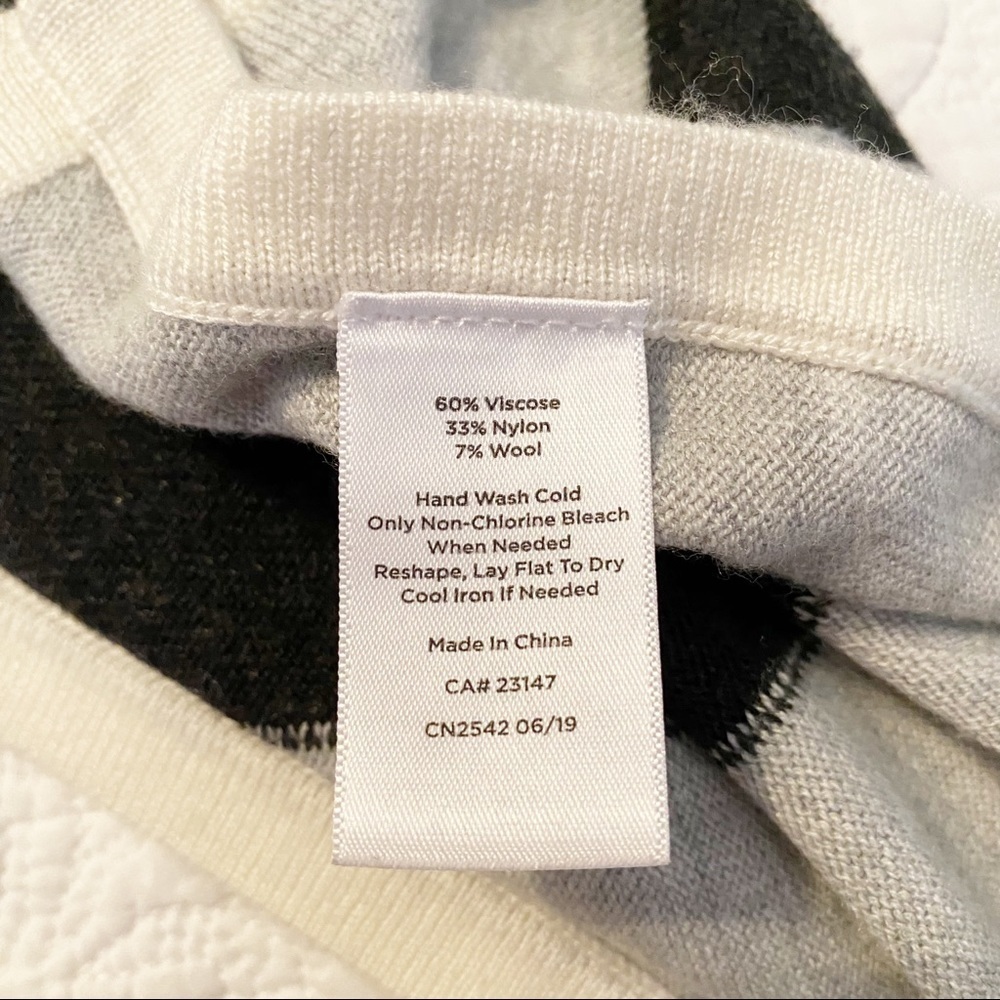 60% Viscose
33% Nylon
7% Wool
Hand Wash Cold
Only Non-Chlorine Bleach
When Needed
Reshape, Lay Flat To Dry
Cool Iron If Needed
Made In China
CA# 23147
CN2542 06/19